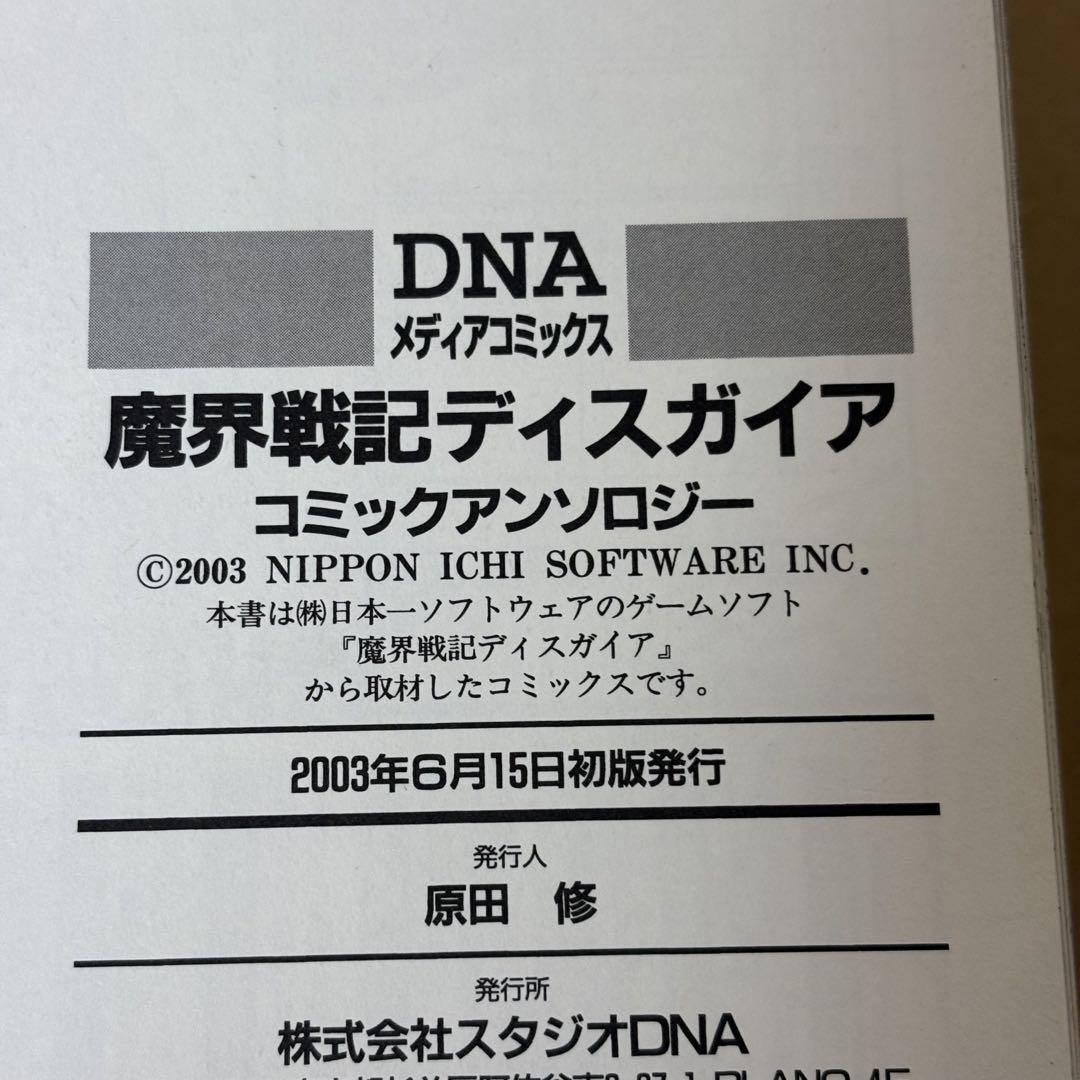 DNA
メディアコミックス
魔界戦記ディスガイア
コミックアンソロジー
©2003 NIPPON ICHI SOFTWARE INC.
本書は㈱日本一ソフトウェアのゲームソフト
『魔界戦記ディスガイア』
から取材したコミックスです。
2003年6月15日初版発行
発行人
原田 修
発行所
株式会社スタジオDNA